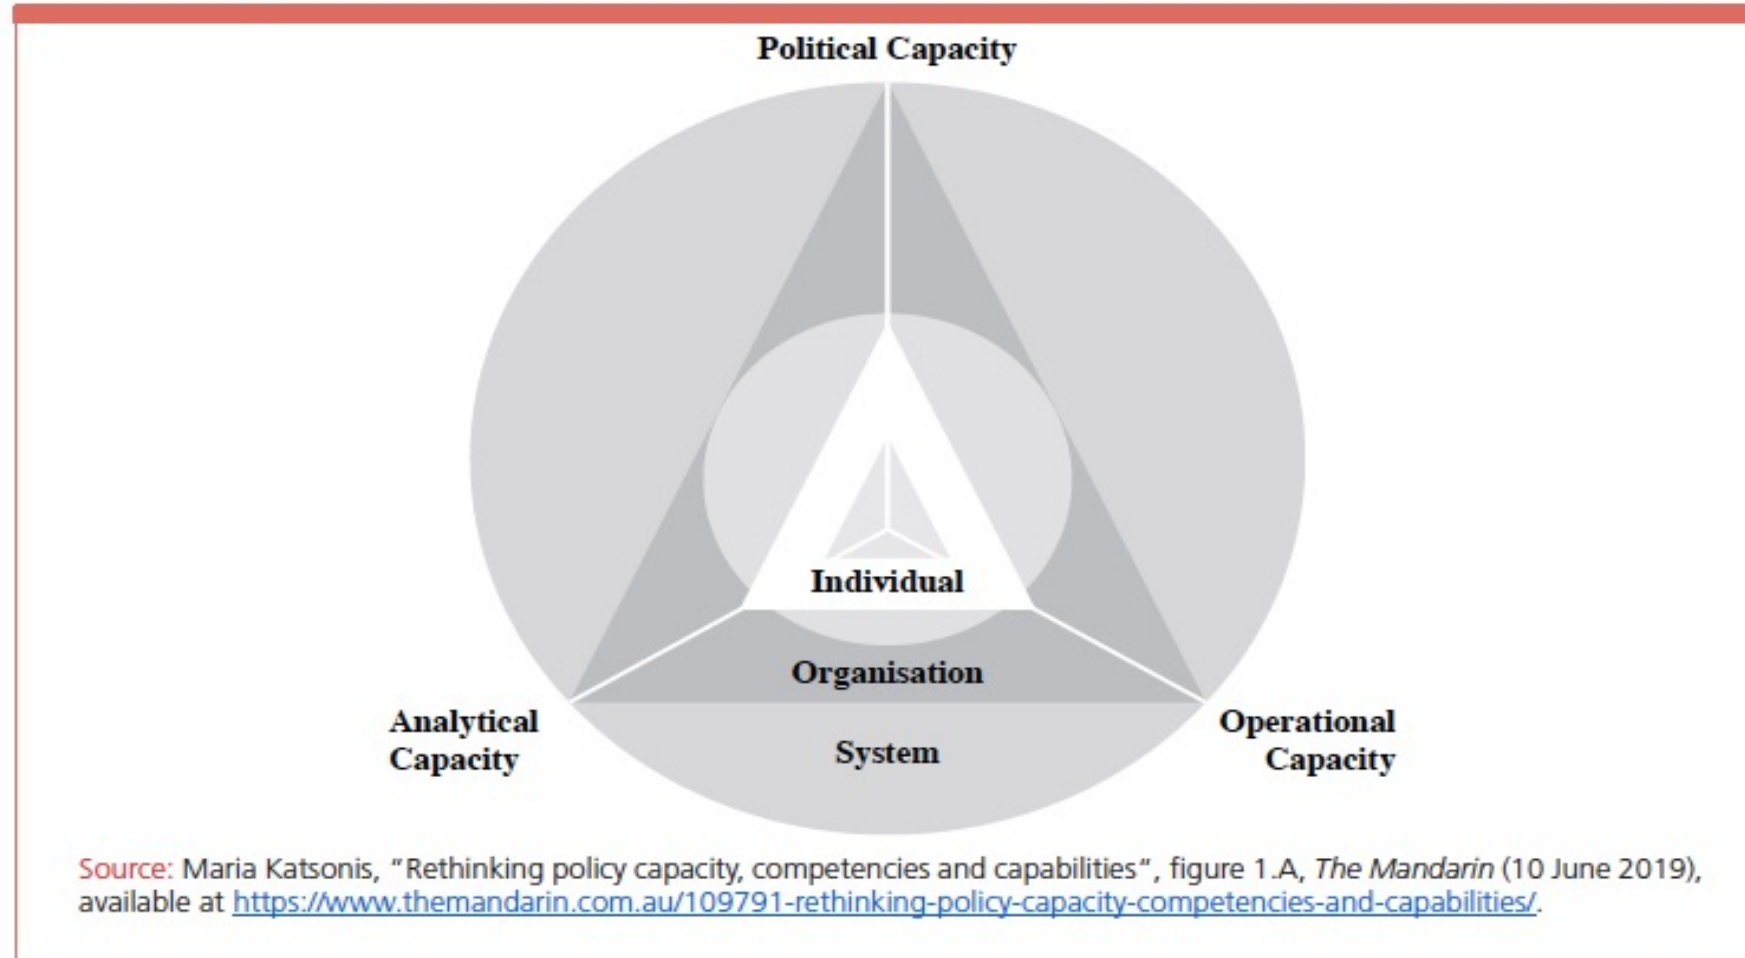 Political Capacity
Individual
Organisation
Analytical
Capacity
System
Operational
Capacity
Source: Maria Katsonis, “Rethinking policy capacity, competencies and capabilities”, figure 1.A, The Mandarin (10 June 2019),
available at https://www.themandarin.com.au/109791-rethinking-policy-capacity-competencies-and-capabilities/.